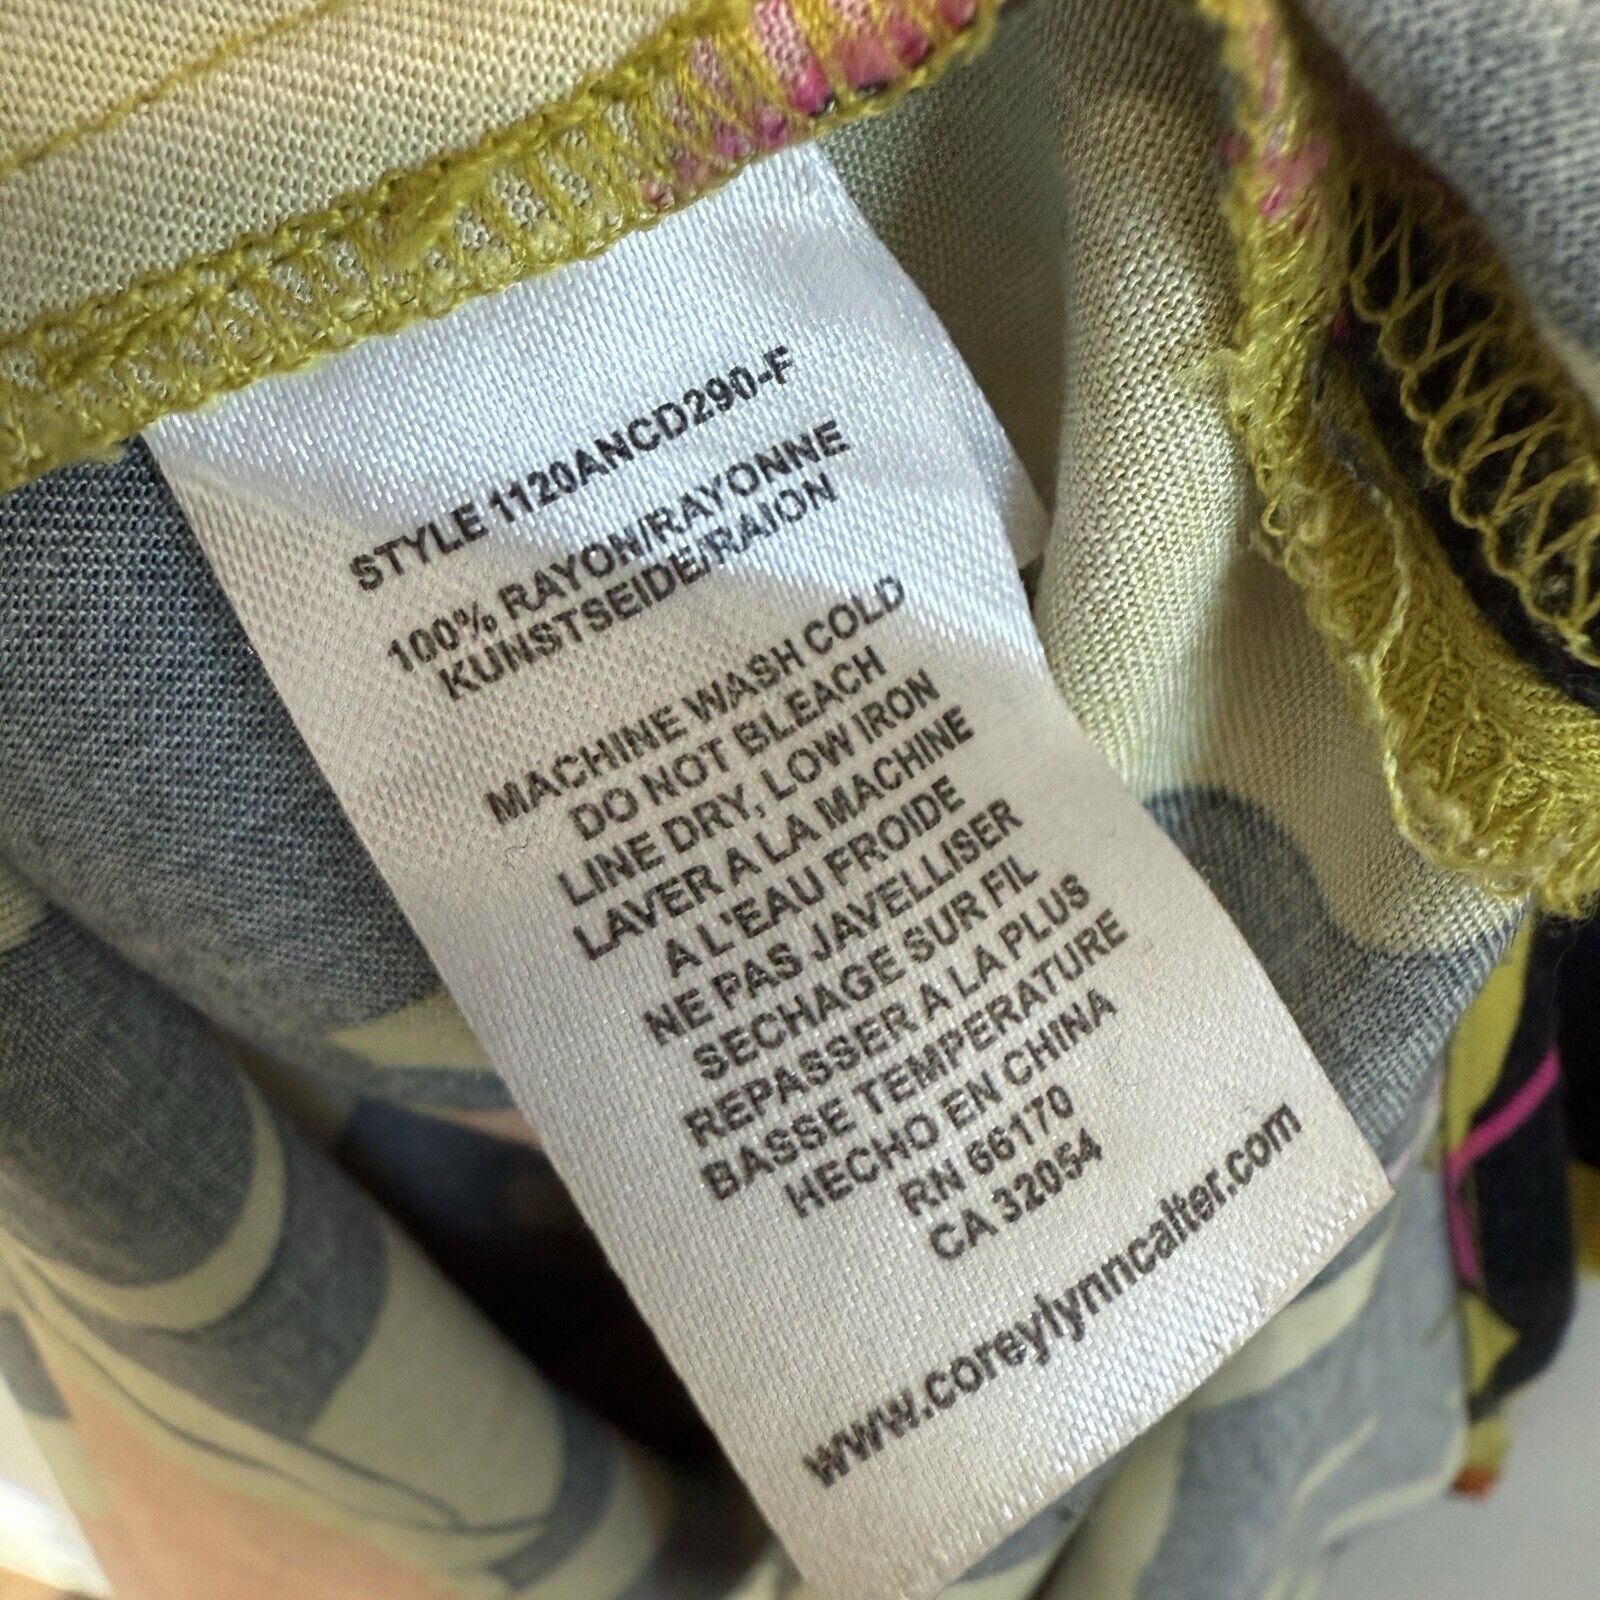 STYLE 1120ANCD290-F
100% RAYON/RAYONNE
KUNSTSEIDE/RAION
MACHINE WASH COLD
DO NOT BLEACH
LINE DRY, LOW IRON
LAVER A LA MACHINE
A L'EAU FROIDE
NE PAS JAVELLISER
SECHAGE SUR FIL
REPASSER A LA PLUS
BASSE TEMPERATURE
HECHO EN CHINA
RN 66170
CA 32054
www.coreylynncalter.com